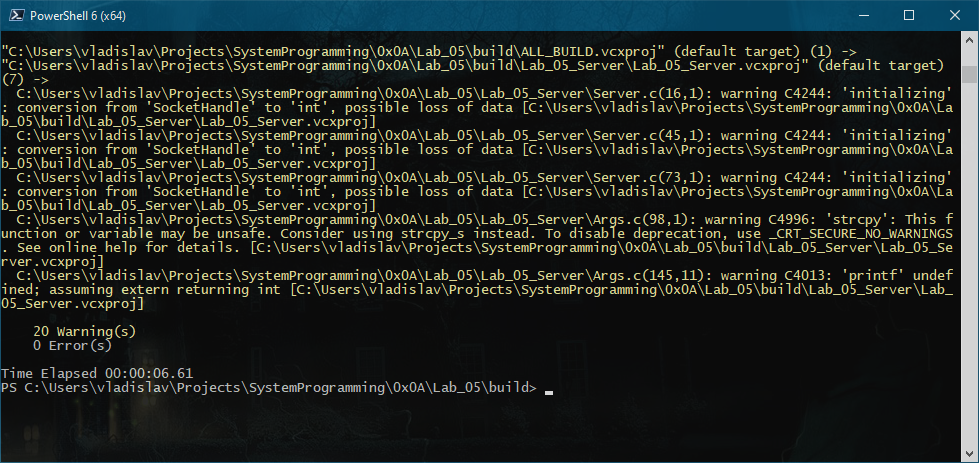 PowerShell 6 (x64)
"C:\Users\vladislav\Projects\SystemProgramming\0x0A\Lab_05\build\ALL_BUILD.vcxproj" (default target) (1) ->
"C:\Users\vladislav\Projects\SystemProgramming\0x0A\Lab_05\build\Lab_05_Server\Lab_05_Server.vcxproj" (default target)
(7) ->
  C:\Users\vladislav\Projects\SystemProgramming\0x0A\Lab_05\Lab_05_Server\Server.c(16,1): warning C4244: 'initializing'
: conversion from 'SocketHandle' to 'int', possible loss of data [C:\Users\vladislav\Projects\SystemProgramming\0x0A\La
b_05\build\Lab_05_Server\Lab_05_Server.vcxproj]
  C:\Users\vladislav\Projects\SystemProgramming\0x0A\Lab_05\Lab_05_Server\Server.c(45,1): warning C4244: 'initializing'
: conversion from 'SocketHandle' to 'int', possible loss of data [C:\Users\vladislav\Projects\SystemProgramming\0x0A\La
b_05\build\Lab_05_Server\Lab_05_Server.vcxproj]
  C:\Users\vladislav\Projects\SystemProgramming\0x0A\Lab_05\Lab_05_Server\Server.c(73,1): warning C4244: 'initializing'
: conversion from 'SocketHandle' to 'int', possible loss of data [C:\Users\vladislav\Projects\SystemProgramming\0x0A\La
b_05\build\Lab_05_Server\Lab_05_Server.vcxproj]
  C:\Users\vladislav\Projects\SystemProgramming\0x0A\Lab_05\Lab_05_Server\Args.c(98,1): warning C4996: 'strcpy': This f
unction or variable may be unsafe. Consider using strcpy_s instead. To disable deprecation, use _CRT_SECURE_NO_WARNINGS
. See online help for details. [C:\Users\vladislav\Projects\SystemProgramming\0x0A\Lab_05\build\Lab_05_Server\Lab_05_Se
rver.vcxproj]
  C:\Users\vladislav\Projects\SystemProgramming\0x0A\Lab_05\Lab_05_Server\Args.c(145,11): warning C4013: 'printf' undef
ined; assuming extern returning int [C:\Users\vladislav\Projects\SystemProgramming\0x0A\Lab_05\build\Lab_05_Server\Lab_
05_Server.vcxproj]
    20 Warning(s)
    0 Error(s)
Time Elapsed 00:00:06.61
PS C:\Users\vladislav\Projects\SystemProgramming\0x0A\Lab_05\build>